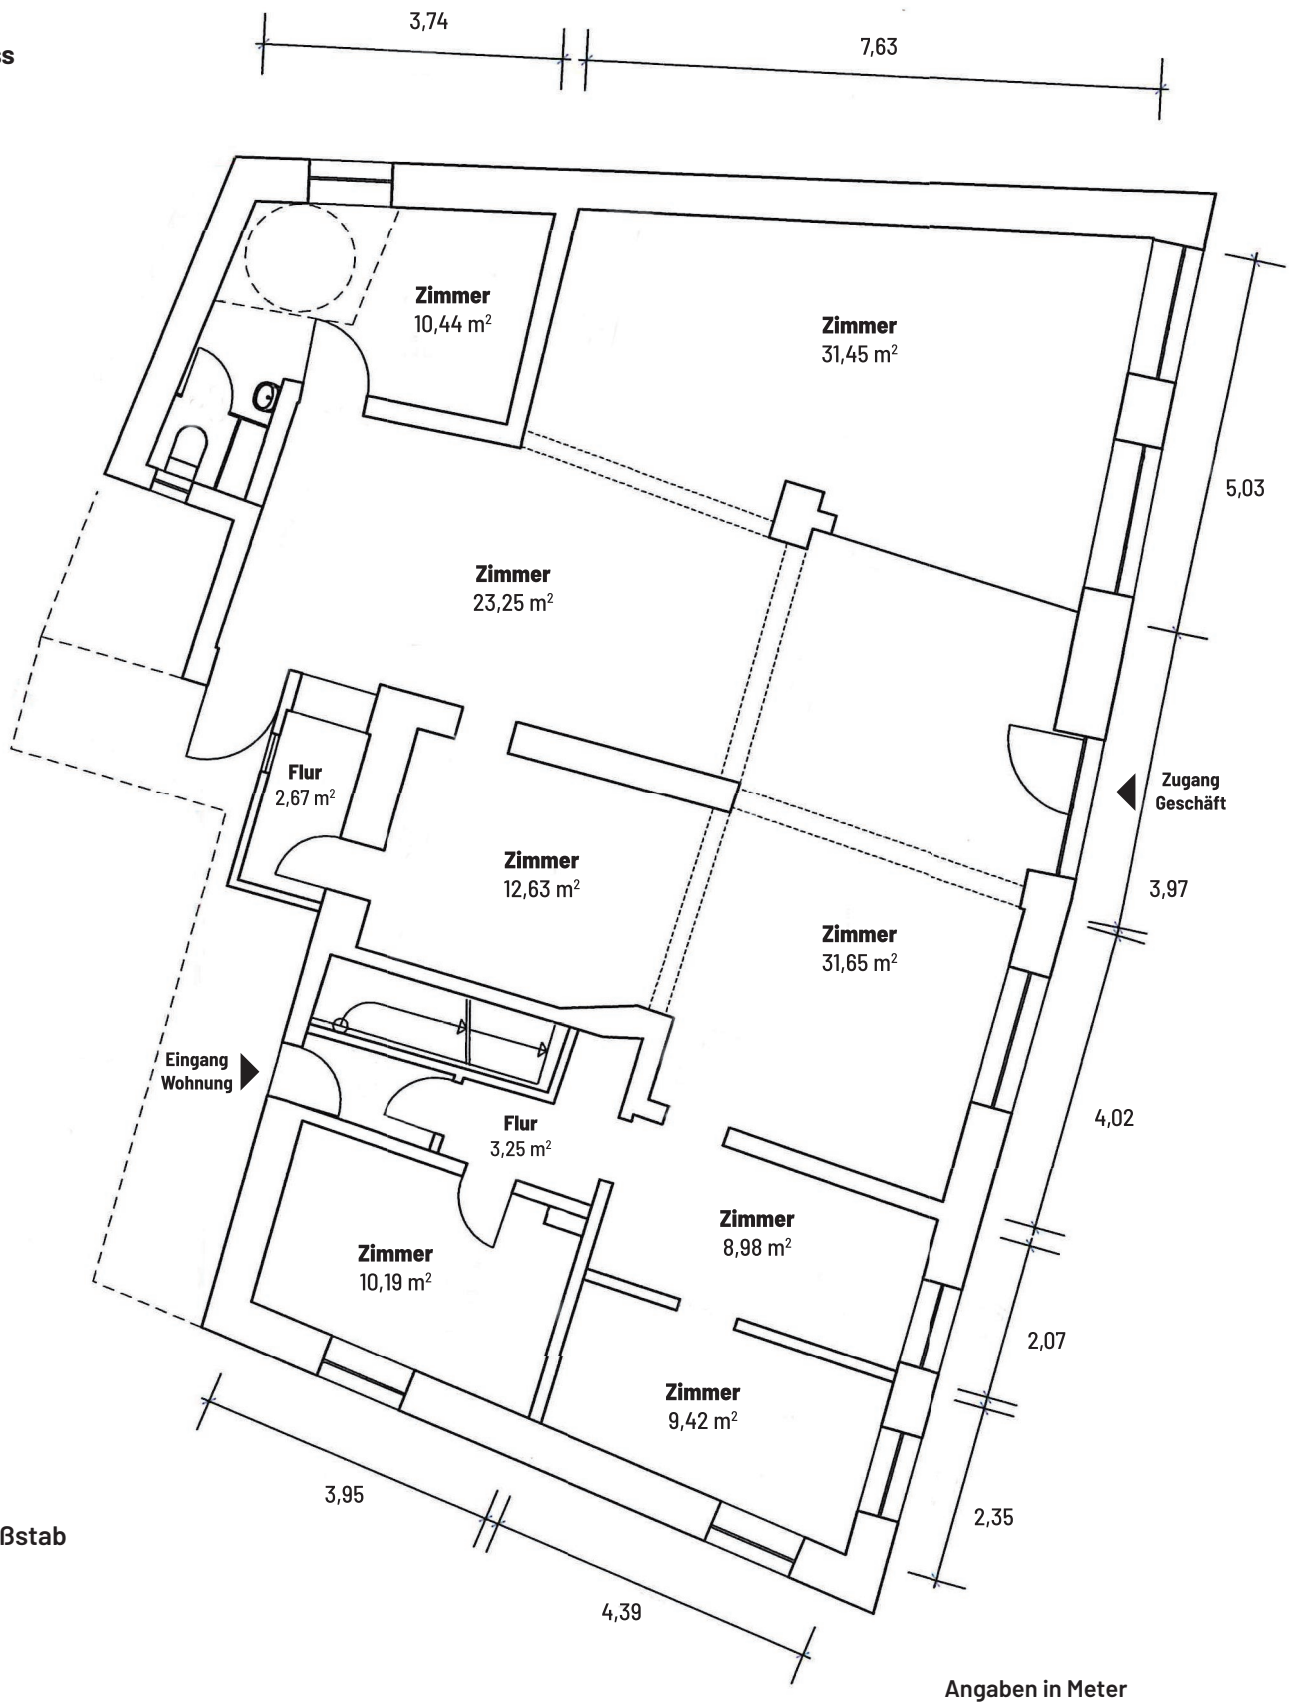 3,74
7,63
ss
Zimmer
10,44 m²
Zimmer
31,45 m²
5,03
Zimmer
23,25 m²
Flur
2,67 m²
Zugang
Geschäft
Zimmer
12,63 m²
3,97
Zimmer
31,65 m²
Eingang
Wohnung
Flur
3,25 m²
4,02
Zimmer
8,98 m²
Zimmer
10,19 m²
2,07
Zimmer
9,42 m²
3,95
2,35
ßstab
4,39
Angaben in Meter